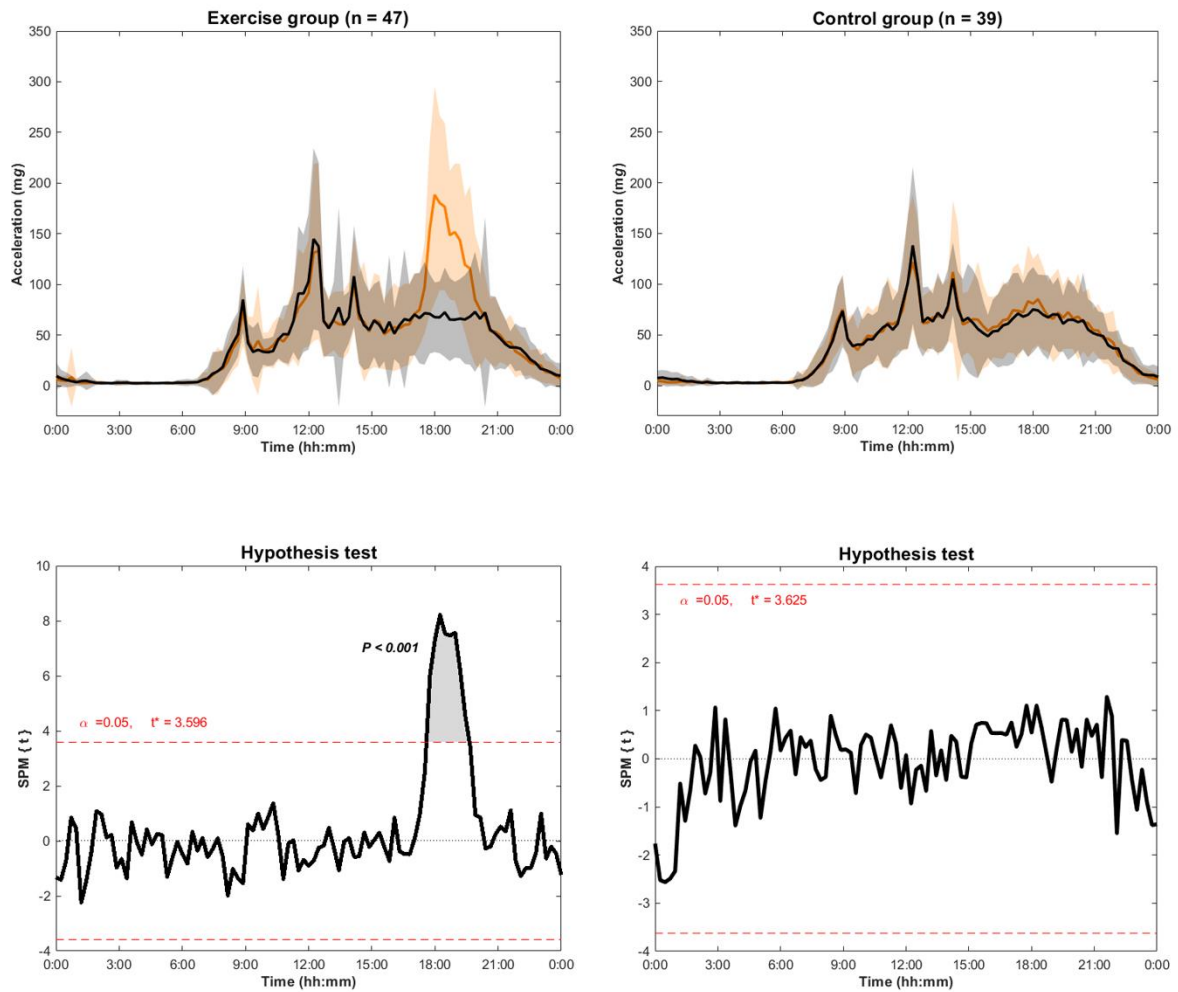 Exercise group (n = 47)
350
300
250
200
150
100
50
0
Acceleration (mg)
0:00 3:00 6:00 9:00 12:00 15:00 18:00 21:00 0:00
Time (hh:mm)
Control group (n = 39)
350
300
250
200
150
100
50
0
Acceleration (mg)
0:00 3:00 6:00 9:00 12:00 15:00 18:00 21:00 0:00
Time (hh:mm)
Hypothesis test
10
8
6
4
2
0
-2
-4
SPM { t }
P < 0.001
α =0.05, t* = 3.596
0:00 3:00 6:00 9:00 12:00 15:00 18:00 21:00 0:00
Time (hh:mm)
Hypothesis test
4
3
2
1
0
-1
-2
-3
-4
SPM { t }
α =0.05, t* = 3.625
0:00 3:00 6:00 9:00 12:00 15:00 18:00 21:00 0:00
Time (hh:mm)